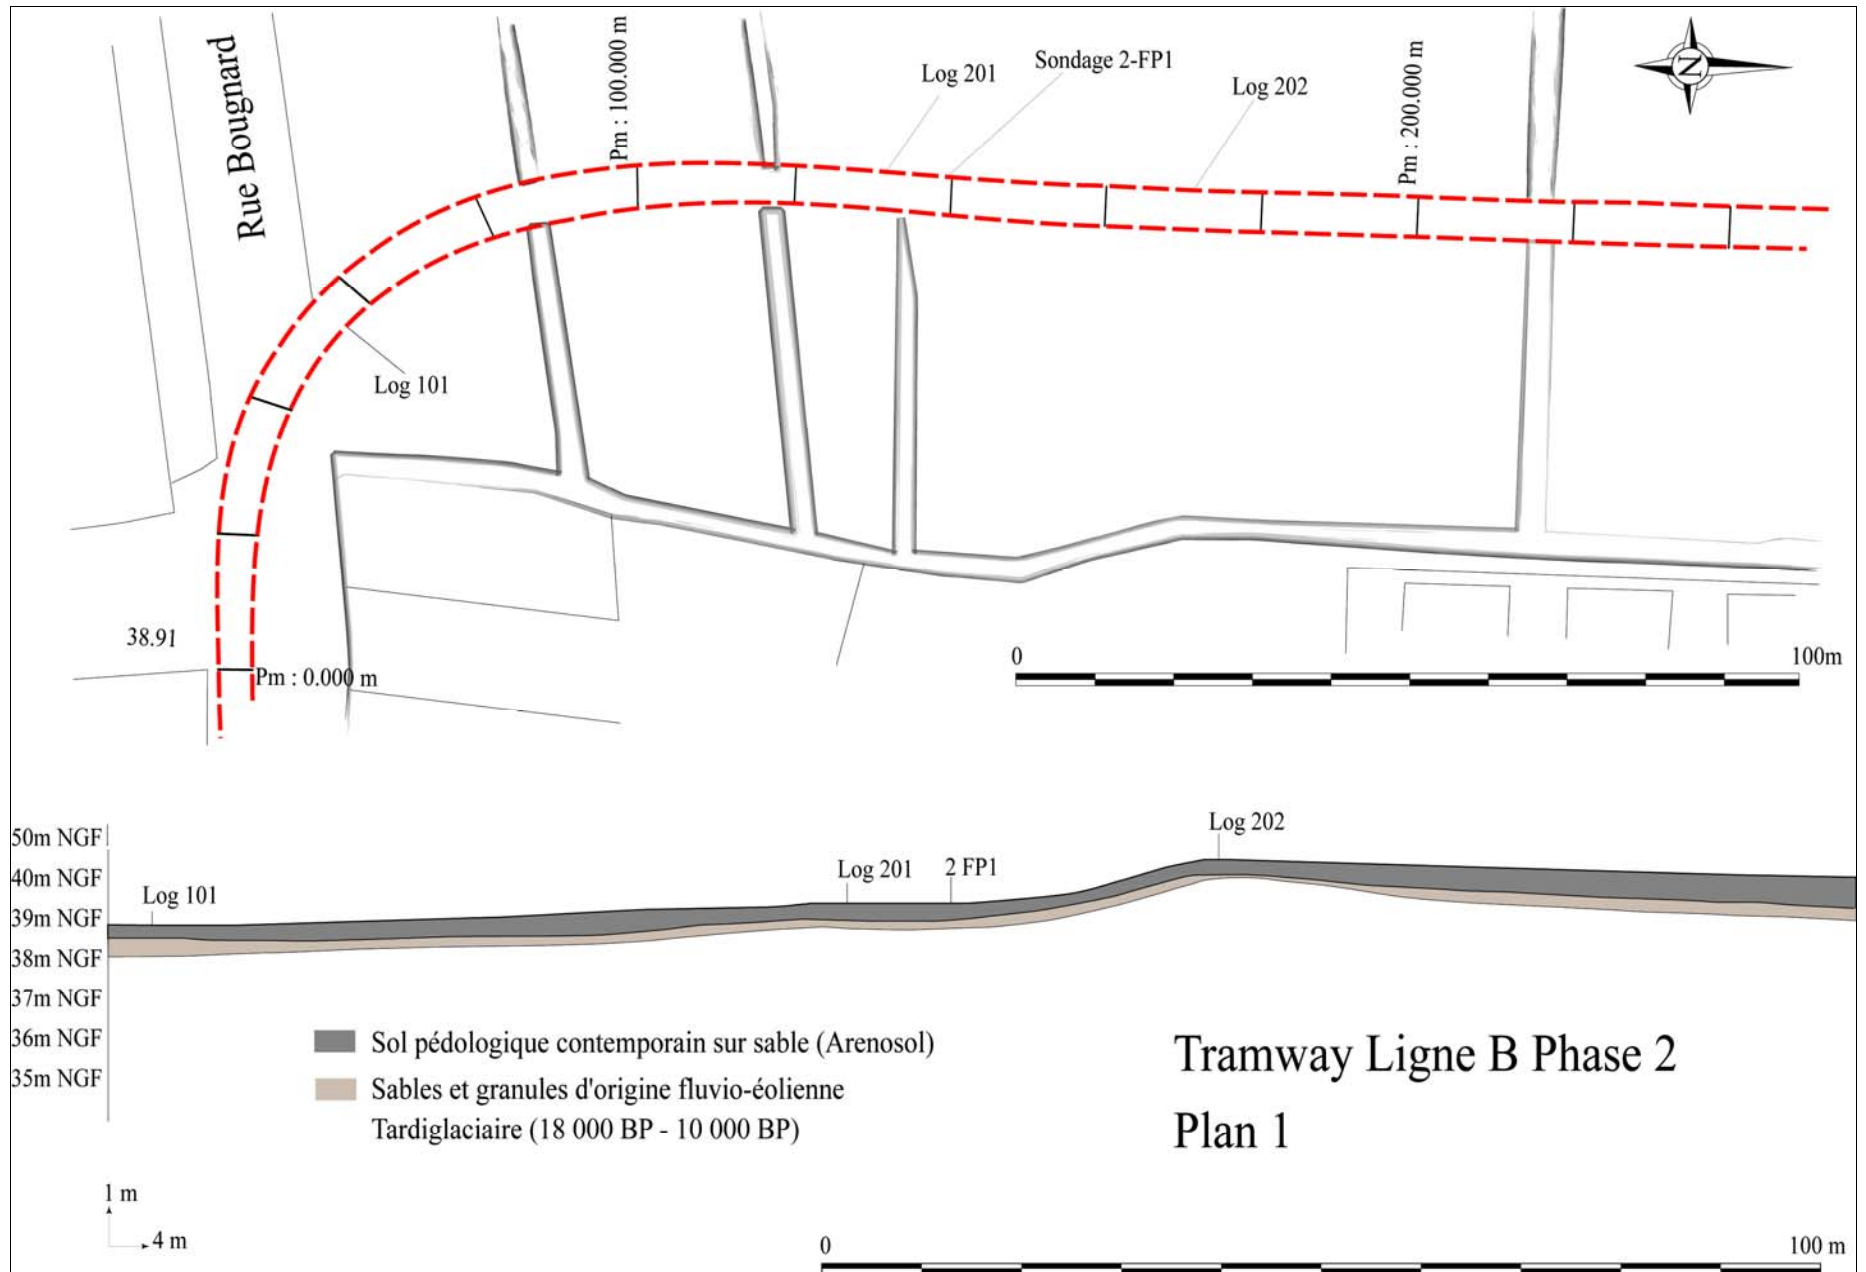 Rue Bougnard
Pm : 100.000 m
Log 201
Sondage 2-FP1
Log 202
Pm : 200.000 m
N
Log 101
38.91
Pm : 0.000 m
0
100m
50m NGF
40m NGF
39m NGF
38m NGF
37m NGF
36m NGF
35m NGF
Log 101
Log 201
2 FP1
Log 202
Sol pédologique contemporain sur sable (Arenosol)
Sables et granules d'origine fluvio-éolienne
Tardiglaciaire (18 000 BP - 10 000 BP)
Tramway Ligne B Phase 2
Plan 1
1 m
4 m
0
100 m